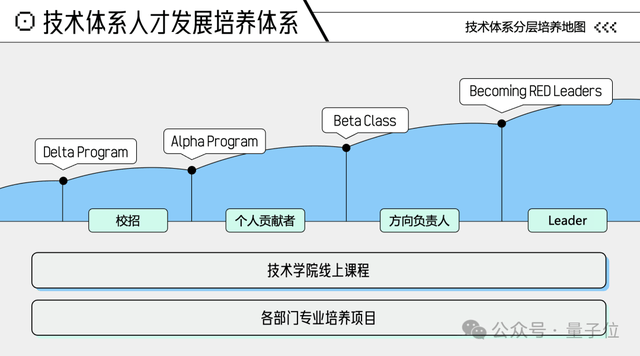 技术体系人才发展培养体系
技术体系分层培养地图
Becoming RED Leaders
Beta Class
Alpha Program
Delta Program
校招
个人贡献者
方向负责人
Leader
技术学院线上课程
各部门专业培养项目
公众号·量子位